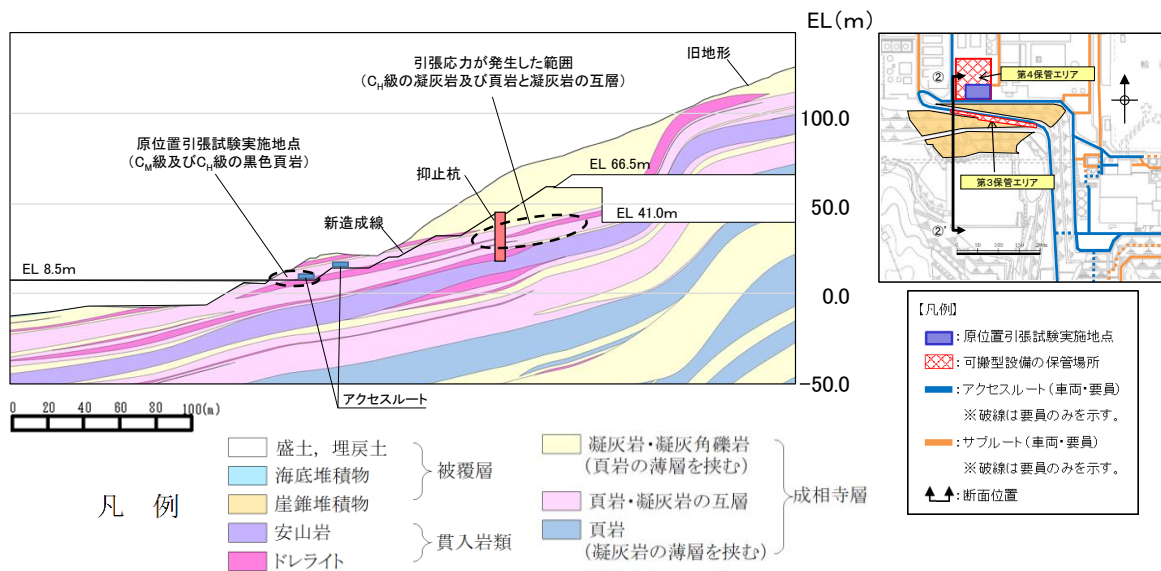 EL(m)
旧地形
引張応力が発生した範囲
(CH級の凝灰岩及び頁岩と凝灰岩の互層)
原位置引張試験実施地点
(CM級及びCH級の黒色頁岩)
抑止杭
新造成線
EL 66.5m
EL 41.0m
EL 8.5m
100.0
50.0
0.0
-50.0
アクセスルート
0 20 40 60 80 100(m)
凡 例
盛土，埋戻土
海底堆積物
崖錐堆積物
被覆層
安山岩
ドレライト
貫入岩類
凝灰岩・凝灰角礫岩
(頁岩の薄層を挟む)
頁岩・凝灰岩の互層
頁岩
(凝灰岩の薄層を挟む)
成相寺層
②
第4保管エリア
第3保管エリア
②'
0 50 100 150
【凡例】
：原位置引張試験実施地点
：可搬型設備の保管場所
：アクセスルート（車両・要員）
※破線は要員のみを示す。
：サブルート（車両・要員）
※破線は要員のみを示す。
：断面位置